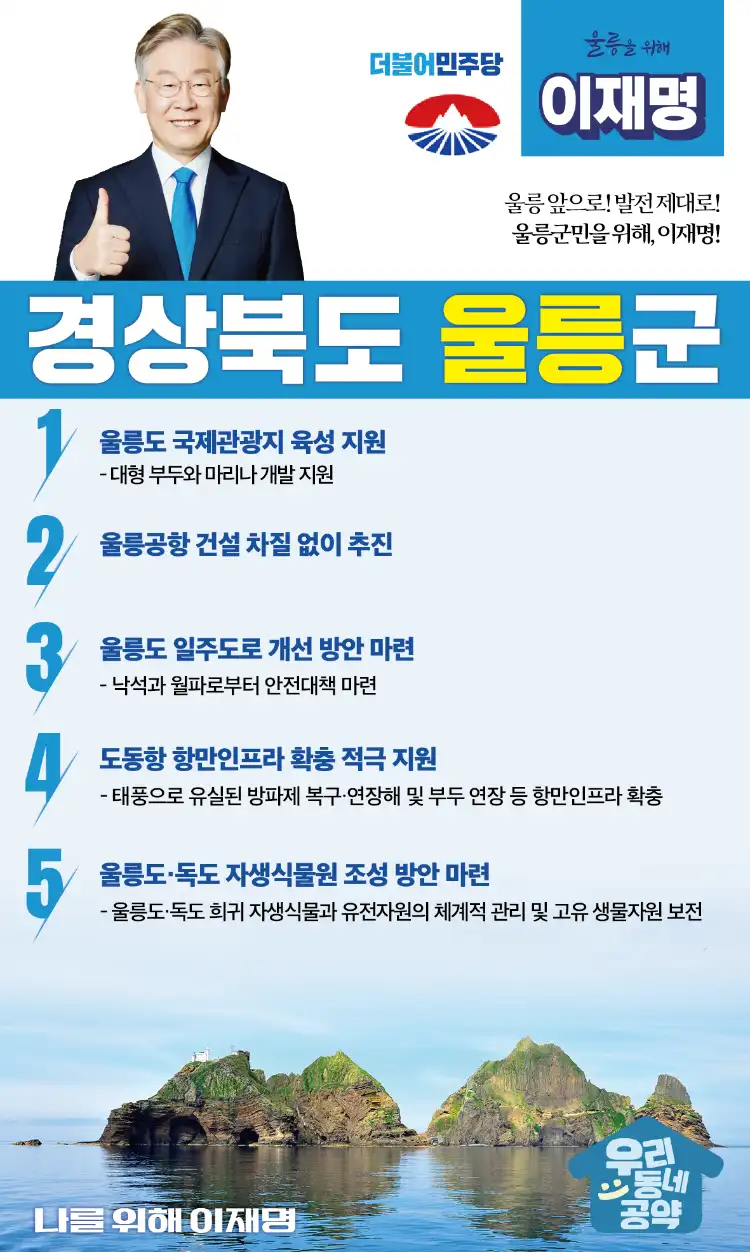 더불어민주당
울릉을 위해
이재명
울릉 앞으로! 발전 제대로!
울릉군민을 위해, 이재명!
경상북도 울릉군
1
울릉도 국제관광지 육성 지원
- 대형 부두와 마리나 개발 지원
2
울릉공항 건설 차질 없이 추진
3
울릉도 일주도로 개선 방안 마련
- 낙석과 월파로부터 안전대책 마련
4
도동항 항만인프라 확충 적극 지원
- 태풍으로 유실된 방파제 복구·연장해 및 부두 연장 등 항만인프라 확충
5
울릉도·독도 자생식물원 조성 방안 마련
- 울릉도·독도 희귀 자생식물과 유전자원의 체계적 관리 및 고유 생물자원 보전
나를 위해 이재명
우리
동네
공약